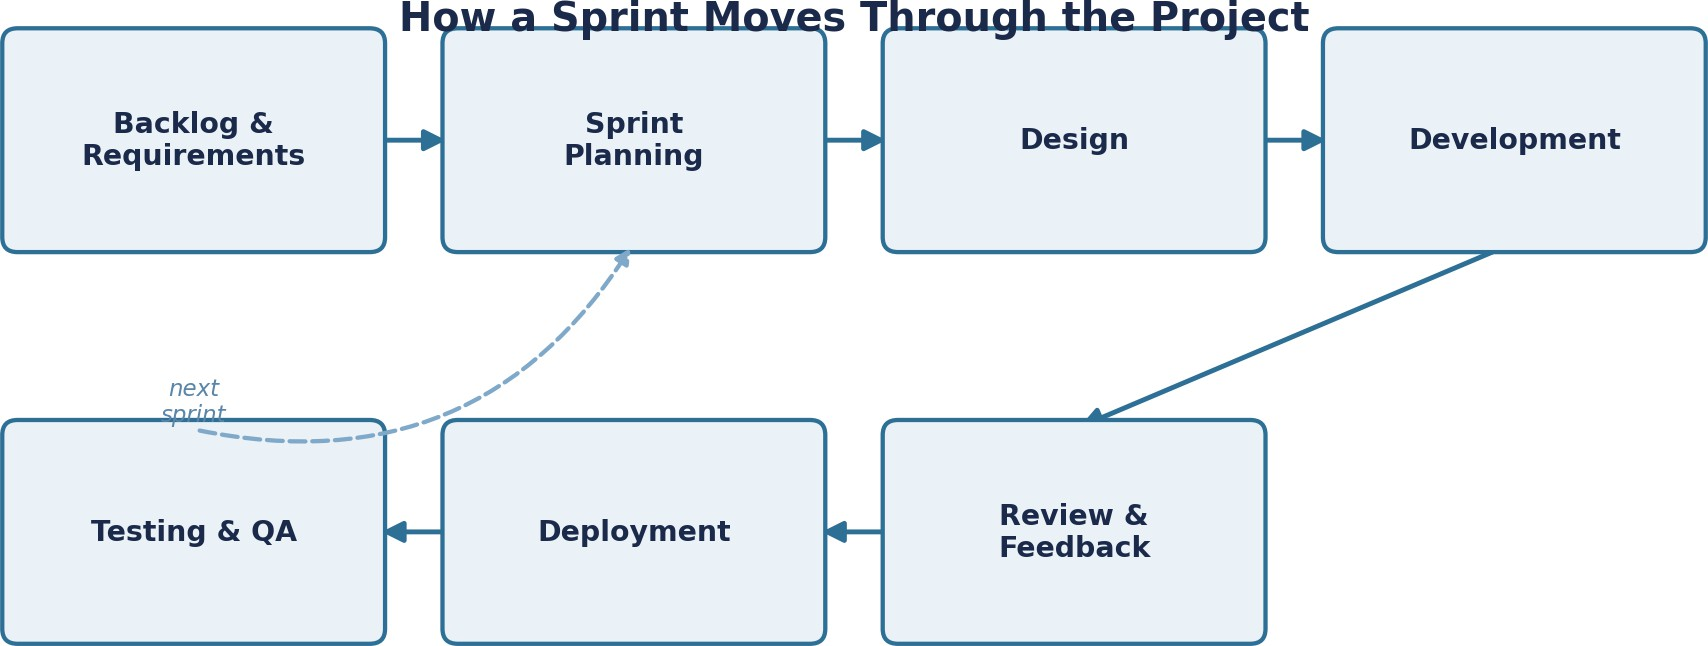 How a Sprint Moves Through the Project
Backlog &
Requirements
Sprint
Planning
Design
Development
next
sprint
Testing & QA
Deployment
Review &
Feedback